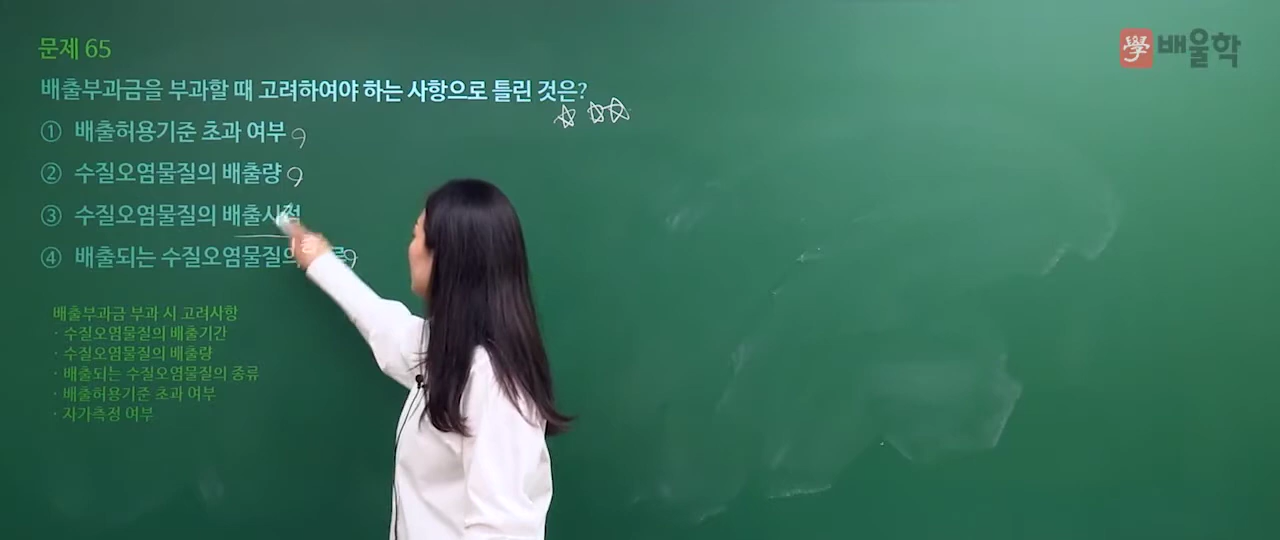 문제 65
學 배울학
배출부과금을 부과할 때 고려하여야 하는 사항으로 틀린 것은?
① 배출허용기준 초과 여부
② 수질오염물질의 배출량
③ 수질오염물질의 배출시점
④ 배출되는 수질오염물질의
배출부과금 부과 시 고려사항
· 수질오염물질의 배출기간
· 수질오염물질의 배출량
· 배출되는 수질오염물질의 종류
· 배출허용기준 초과 여부
· 자가측정 여부